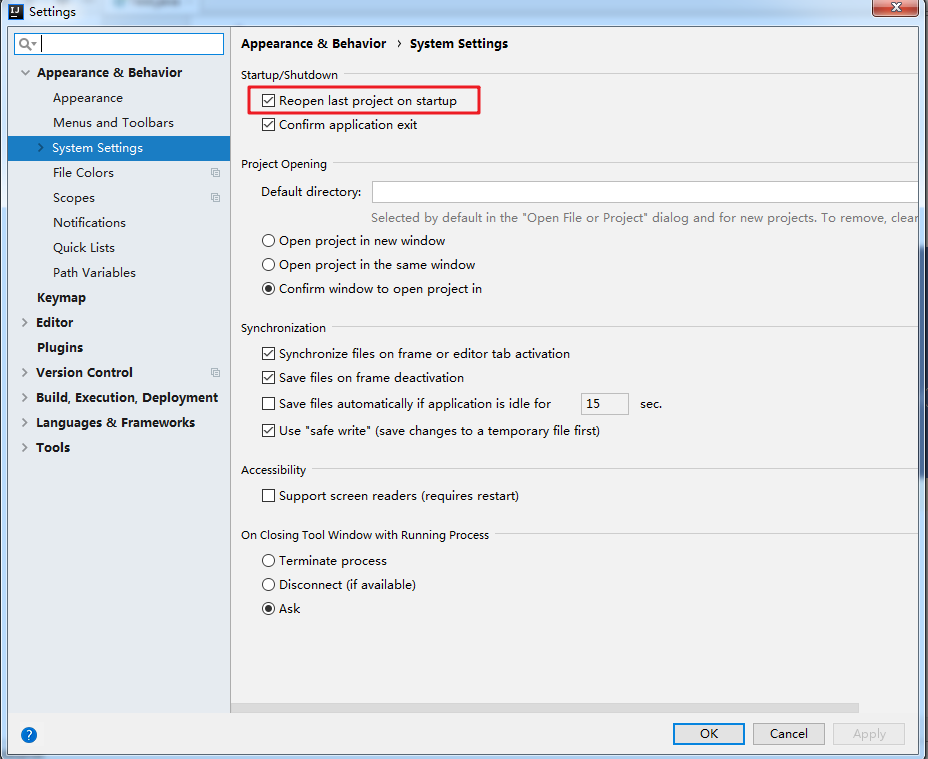 IJ Settings
Appearance & Behavior
Appearance
Menus and Toolbars
System Settings
File Colors
Scopes
Notifications
Quick Lists
Path Variables
Keymap
Editor
Plugins
Version Control
Build, Execution, Deployment
Languages & Frameworks
Tools
Appearance & Behavior › System Settings
Startup/Shutdown
Reopen last project on startup
Confirm application exit
Project Opening
Default directory:
Selected by default in the "Open File or Project" dialog and for new projects. To remove, clear
Open project in new window
Open project in the same window
Confirm window to open project in
Synchronization
Synchronize files on frame or editor tab activation
Save files on frame deactivation
Save files automatically if application is idle for 15 sec.
Use "safe write" (save changes to a temporary file first)
Accessibility
Support screen readers (requires restart)
On Closing Tool Window with Running Process
Terminate process
Disconnect (if available)
Ask
?
OK Cancel Apply